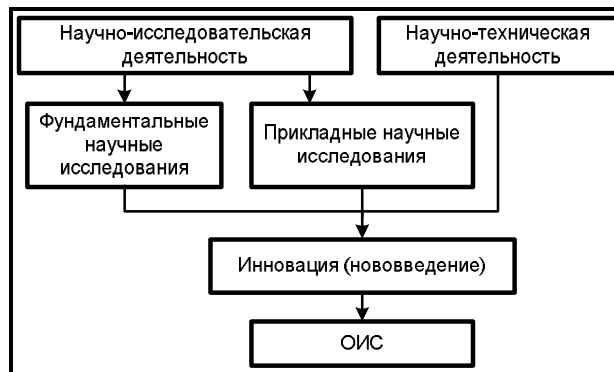 Научно-исследовательская
деятельность
Научно-техническая
деятельность
Фундаментальные
научные
исследования
Прикладные научные
исследования
Инновация (нововведение)
ОИС